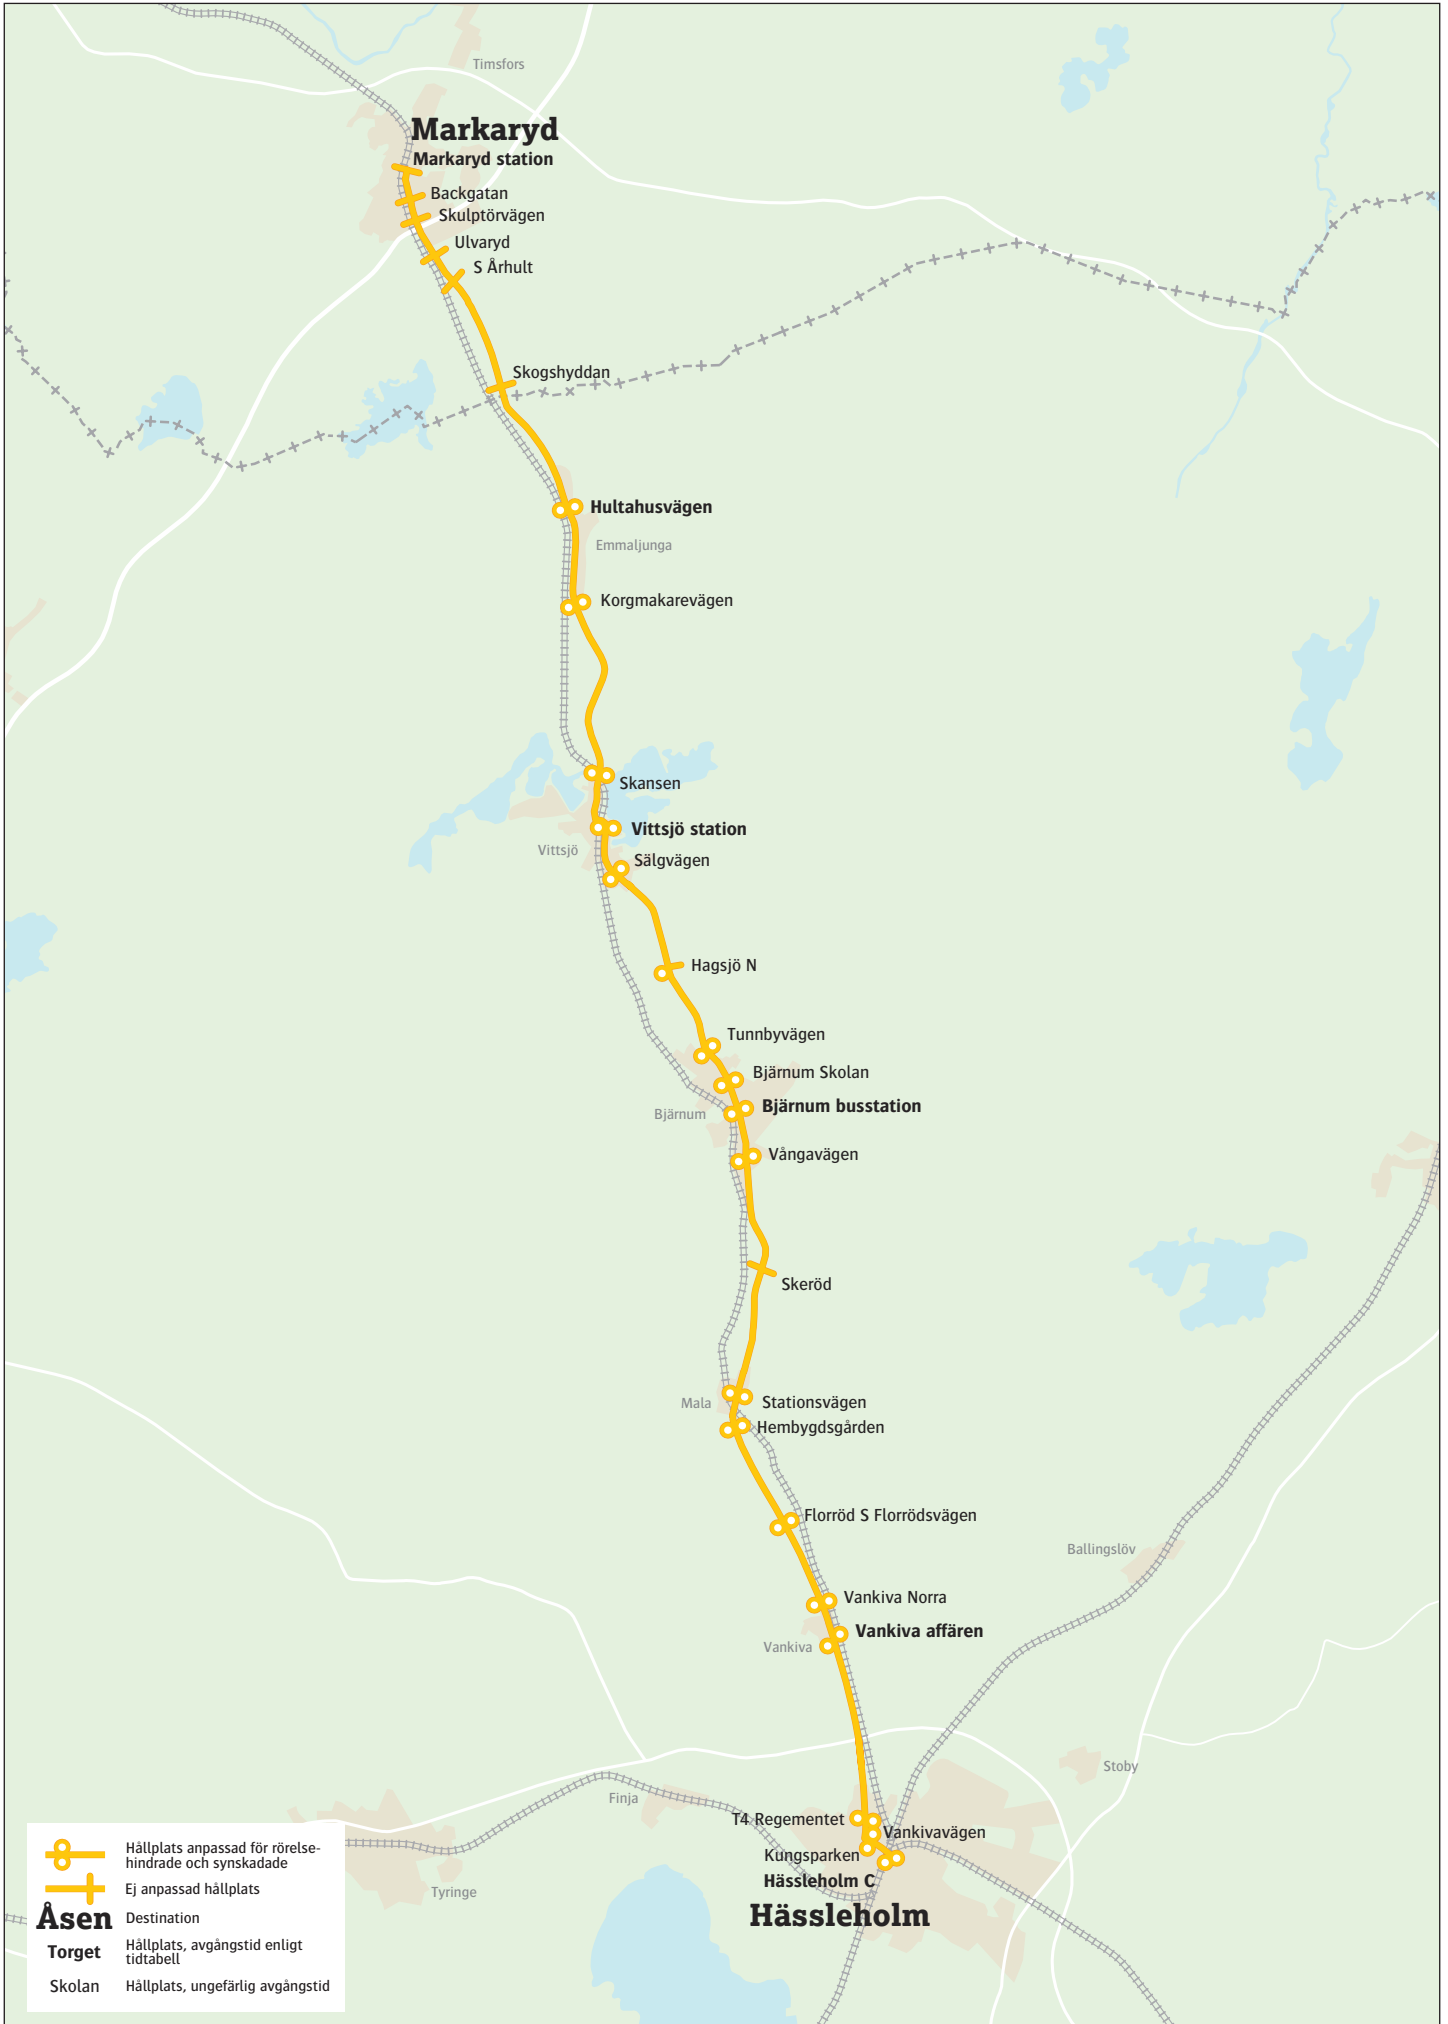 Timsfors
Markaryd
Markaryd station
Backgatan
Skulptörvägen
Ulvaryd
S Århult
Skogshyddan
Hultahusvägen
Emmaljunga
Korgmakarevägen
Skansen
Vittsjö station
Vittsjö
Sälgvägen
Hagsjö N
Tunnbyvägen
Bjärnum Skolan
Bjärnum busstation
Bjärnum
Vångavägen
Skeröd
Mala
Stationsvägen
Hembygdsgården
Florröd S Florrödsvägen
Ballingslöv
Vankiva Norra
Vankiva affären
Vankiva
Stoby
Finja
T4 Regementet
Vankivavägen
Kungsparken
Hässleholm C
Tyringe
Hässleholm
Hållplats anpassad för rörelse-
hindrade och synskadade
Ej anpassad hållplats
Åsen Destination
Torget Hållplats, avgångstid enligt
tidtabell
Skolan Hållplats, ungefärlig avgångstid